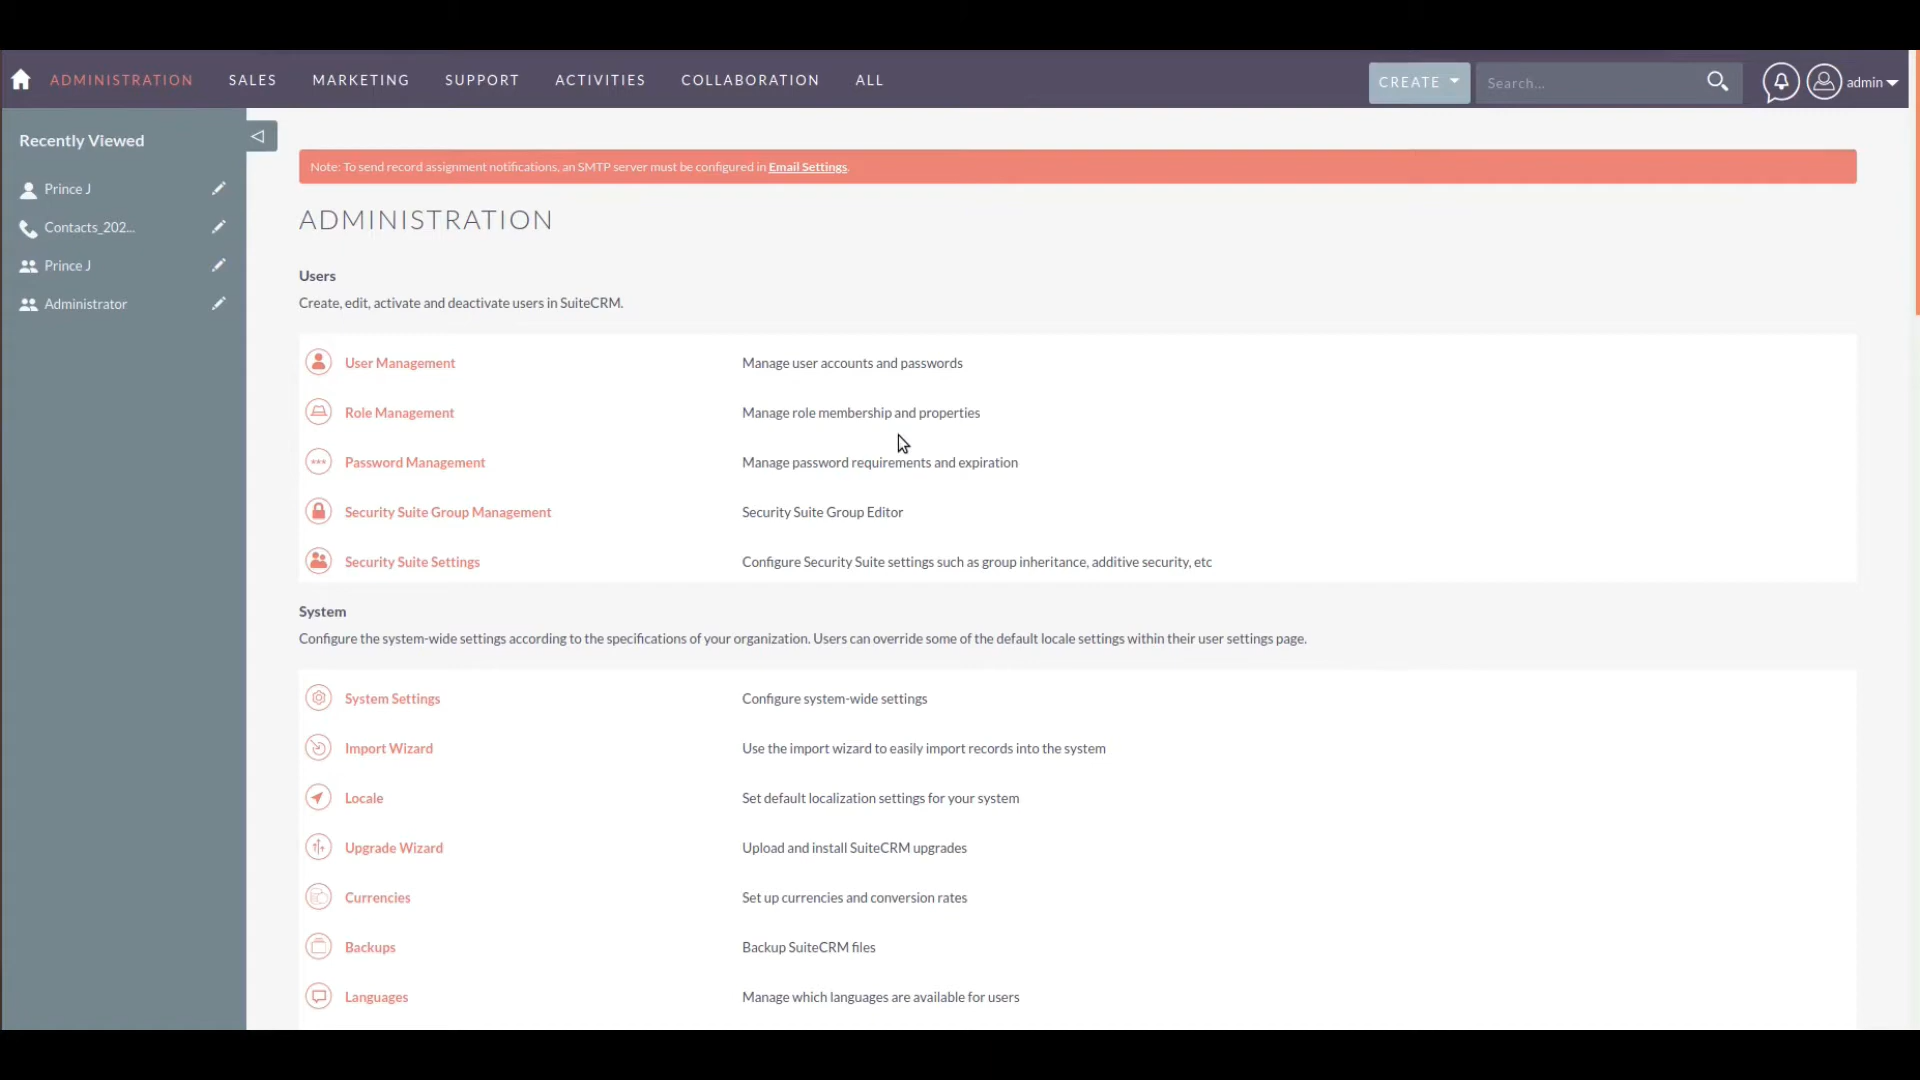 ADMINISTRATION SALES MARKETING SUPPORT ACTIVITIES COLLABORATION ALL CREATE Search... admin
Recently Viewed
Prince J
Contacts_202...
Prince J
Administrator
Note: To send record assignment notifications, an SMTP server must be configured in Email Settings.
ADMINISTRATION
Users
Create, edit, activate and deactivate users in SuiteCRM.
User Management Manage user accounts and passwords
Role Management Manage role membership and properties
Password Management Manage password requirements and expiration
Security Suite Group Management Security Suite Group Editor
Security Suite Settings Configure Security Suite settings such as group inheritance, additive security, etc
System
Configure the system-wide settings according to the specifications of your organization. Users can override some of the default locale settings within their user settings page.
System Settings Configure system-wide settings
Import Wizard Use the import wizard to easily import records into the system
Locale Set default localization settings for your system
Upgrade Wizard Upload and install SuiteCRM upgrades
Currencies Set up currencies and conversion rates
Backups Backup SuiteCRM files
Languages Manage which languages are available for users